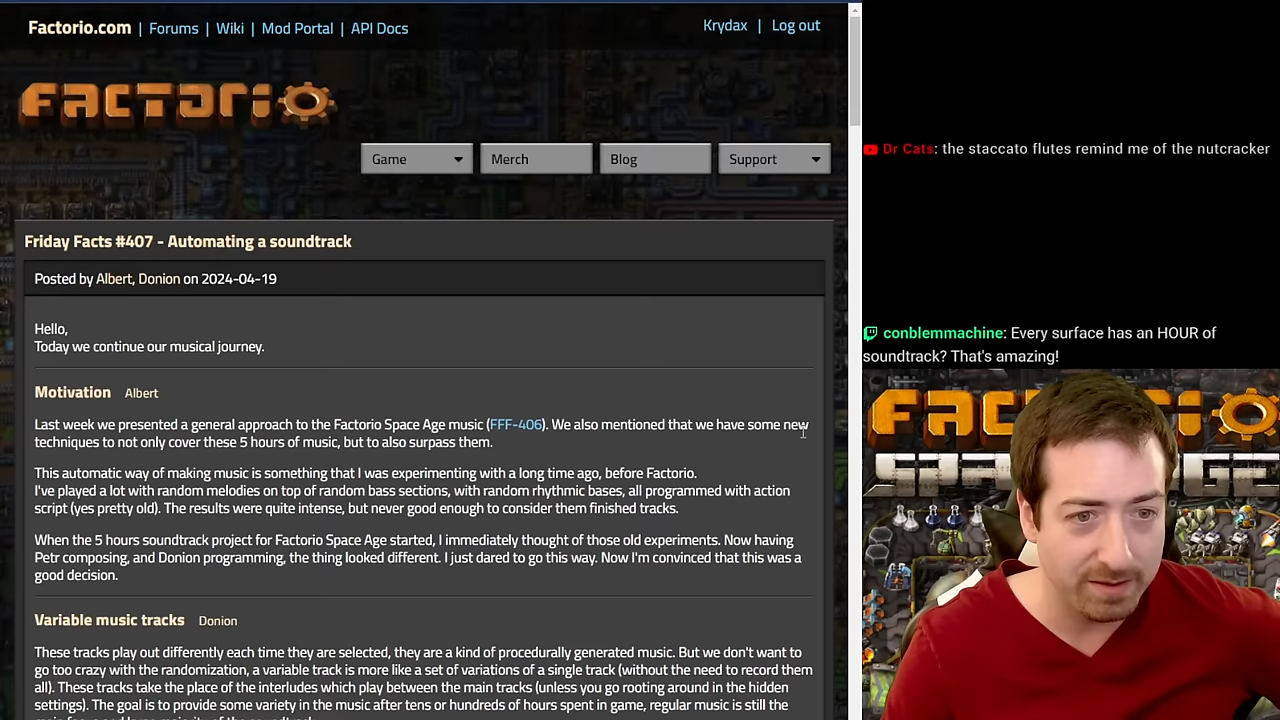 Factorio.com | Forums | Wiki | Mod Portal | API Docs
Krydax | Log out
FACTORIO
Game
Merch
Blog
Support
Friday Facts #407 - Automating a soundtrack
Posted by Albert, Donion on 2024-04-19
Hello,
Today we continue our musical journey.
Motivation Albert
Last week we presented a general approach to the Factorio Space Age music (FFF-406). We also mentioned that we have some new
techniques to not only cover these 5 hours of music, but to also surpass them.
This automatic way of making music is something that I was experimenting with a long time ago, before Factorio.
I've played a lot with random melodies on top of random bass sections, with random rhythmic bases, all programmed with action
script (yes pretty old). The results were quite intense, but never good enough to consider them finished tracks.
When the 5 hours soundtrack project for Factorio Space Age started, I immediately thought of those old experiments. Now having
Petr composing, and Donion programming, the thing looked different. I just dared to go this way. Now I'm convinced that this was a
good decision.
Variable music tracks Donion
These tracks play out differently each time they are selected, they are a kind of procedurally generated music. But we don't want to
go too crazy with the randomization, a variable track is more like a set of variations of a single track (without the need to record them
all). These tracks take the place of the interludes which play between the main tracks (unless you go rooting around in the hidden
settings). The goal is to provide some variety in the music after tens or hundreds of hours spent in game, regular music is still the
Dr Cats: the staccato flutes remind me of the nutcracker
conblemmachine: Every surface has an HOUR of
soundtrack? That's amazing!